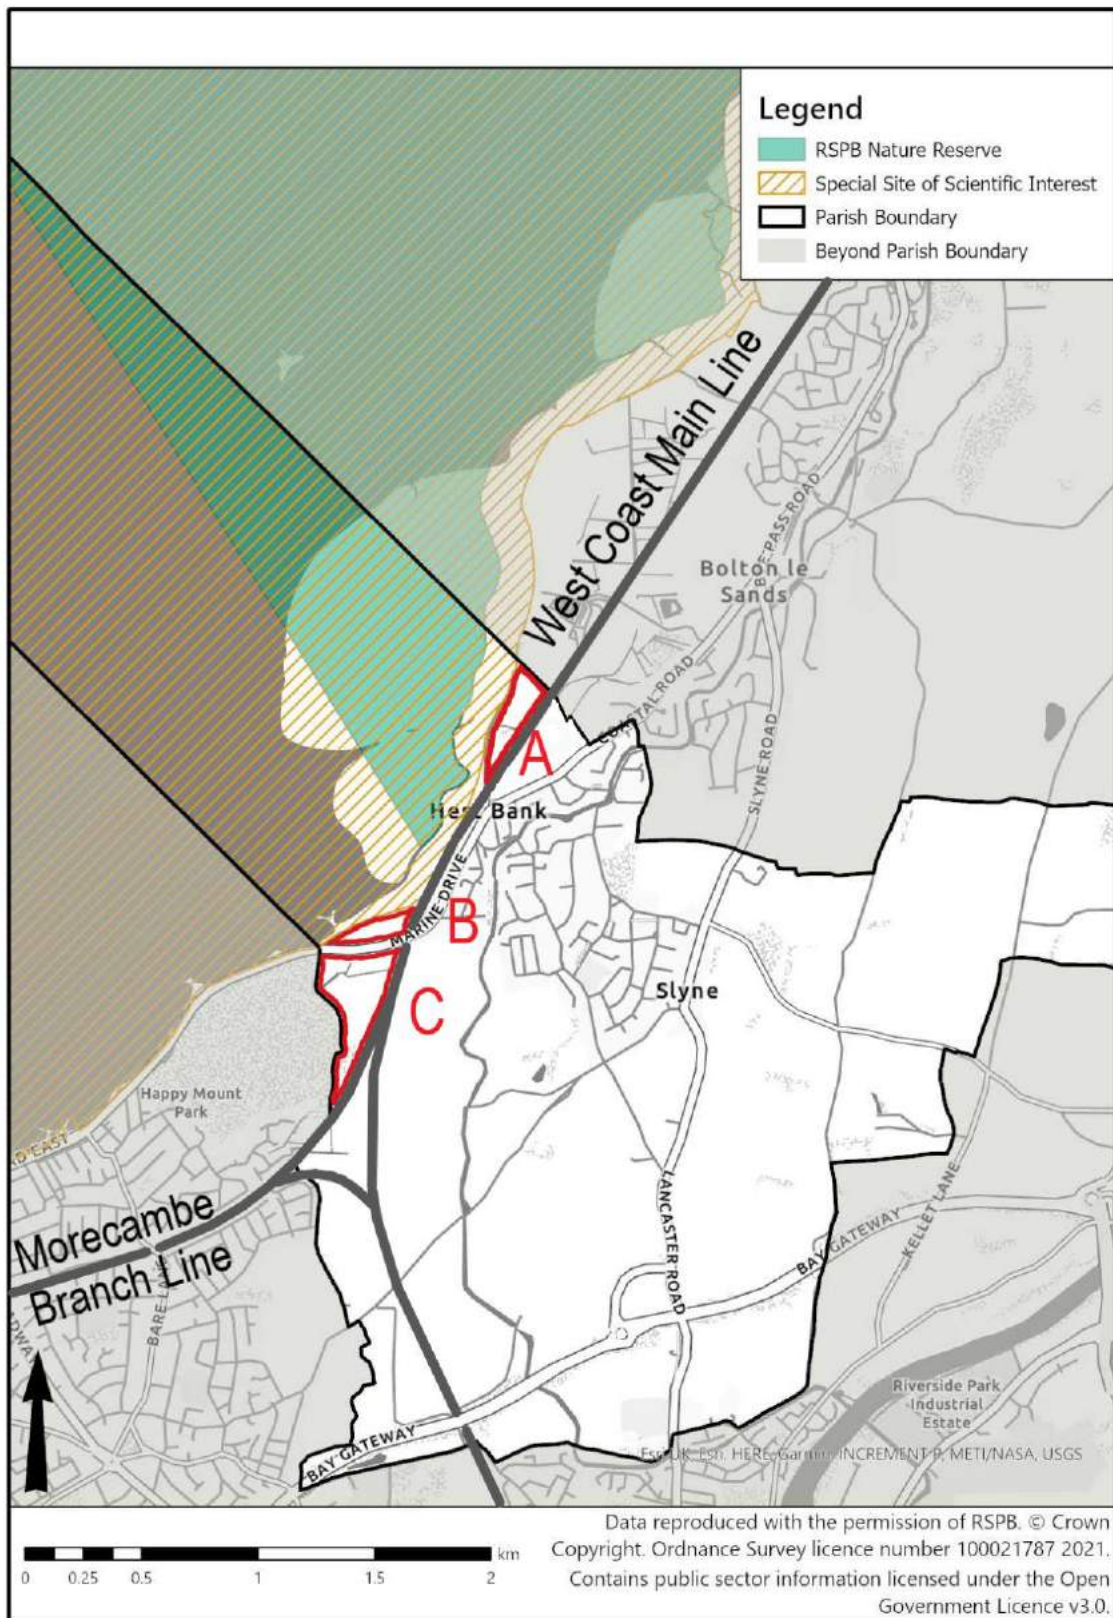 Legend
RSPB Nature Reserve
Special Site of Scientific Interest
Parish Boundary
Beyond Parish Boundary
West Coast Main Line
BYE PASS ROAD
Bolton le
Sands
COASTAL ROAD
SLYNE ROAD
A
Hest Bank
MARINE DRIVE
B
Slyne
C
Happy Mount
Park
AD EAST
LANCASTER ROAD
KELLET LANE
BAY GATEWAY
Morecambe
Branch Line
BARE LANE
ADWAY
Riverside Park
Industrial
Estate
BAY GATEWAY
Esri UK, Esri, HERE, Garmin, INCREMENT P, METI/NASA, USGS
Data reproduced with the permission of RSPB. © Crown
Copyright. Ordnance Survey licence number 100021787 2021.
Contains public sector information licensed under the Open
Government Licence v3.0.
km
0 0.25 0.5 1 1.5 2